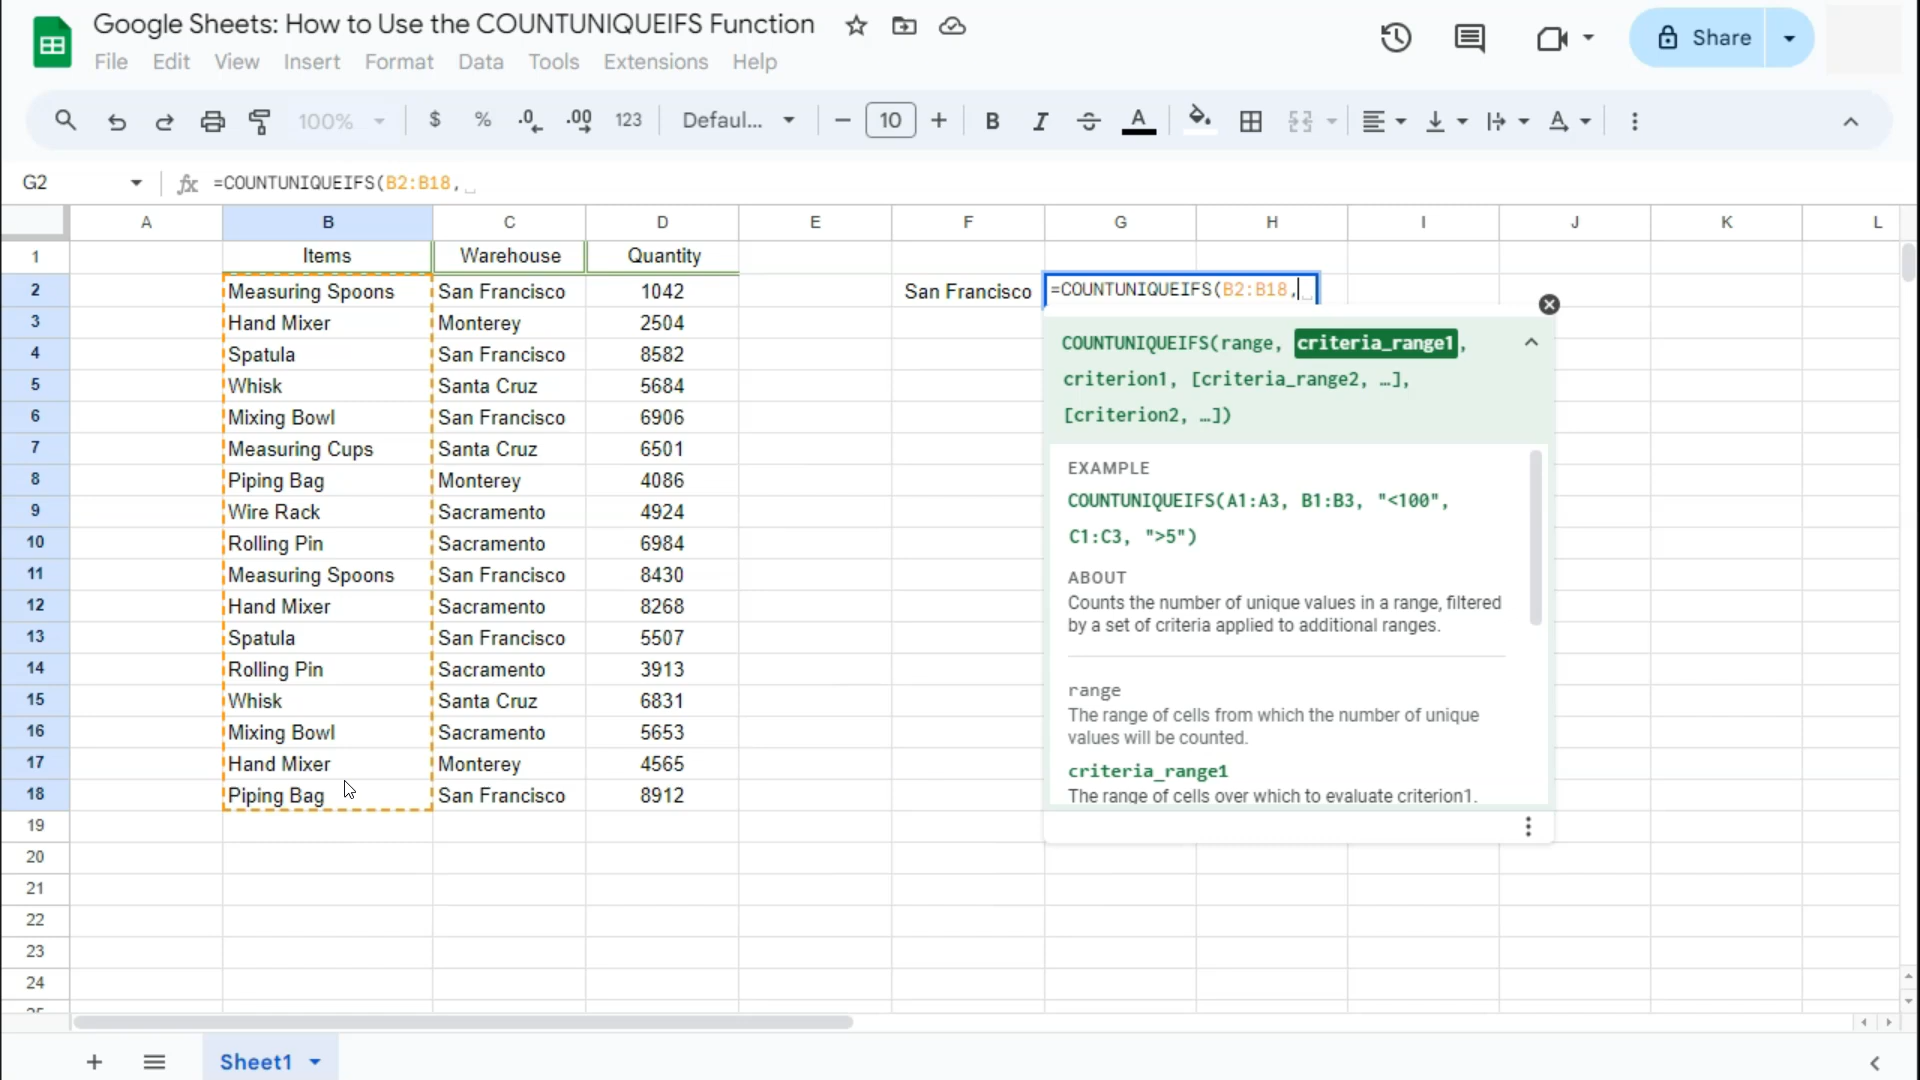 Google Sheets: How to Use the COUNTUNIQUEIFS Function
Share
File Edit View Insert Format Data Tools Extensions Help
100% $ % .0 .00 123 Defaul... − 10 + B I A A
G2 fx =COUNTUNIQUEIFS(B2:B18,
A B C D E F G H I J K L
1 Items Warehouse Quantity
2 Measuring Spoons San Francisco 1042 San Francisco =COUNTUNIQUEIFS(B2:B18,
3 Hand Mixer Monterey 2504
4 Spatula San Francisco 8582
5 Whisk Santa Cruz 5684
6 Mixing Bowl San Francisco 6906
7 Measuring Cups Santa Cruz 6501
8 Piping Bag Monterey 4086
9 Wire Rack Sacramento 4924
10 Rolling Pin Sacramento 6984
11 Measuring Spoons San Francisco 8430
12 Hand Mixer Sacramento 8268
13 Spatula San Francisco 5507
14 Rolling Pin Sacramento 3913
15 Whisk Santa Cruz 6831
16 Mixing Bowl Sacramento 5653
17 Hand Mixer Monterey 4565
18 Piping Bag San Francisco 8912
19
20
21
22
23
24
25
COUNTUNIQUEIFS(range, criteria_range1,
criterion1, [criteria_range2, …],
[criterion2, …])
EXAMPLE
COUNTUNIQUEIFS(A1:A3, B1:B3, "<100",
C1:C3, ">5")
ABOUT
Counts the number of unique values in a range, filtered
by a set of criteria applied to additional ranges.
range
The range of cells from which the number of unique
values will be counted.
criteria_range1
The range of cells over which to evaluate criterion1.
Sheet1